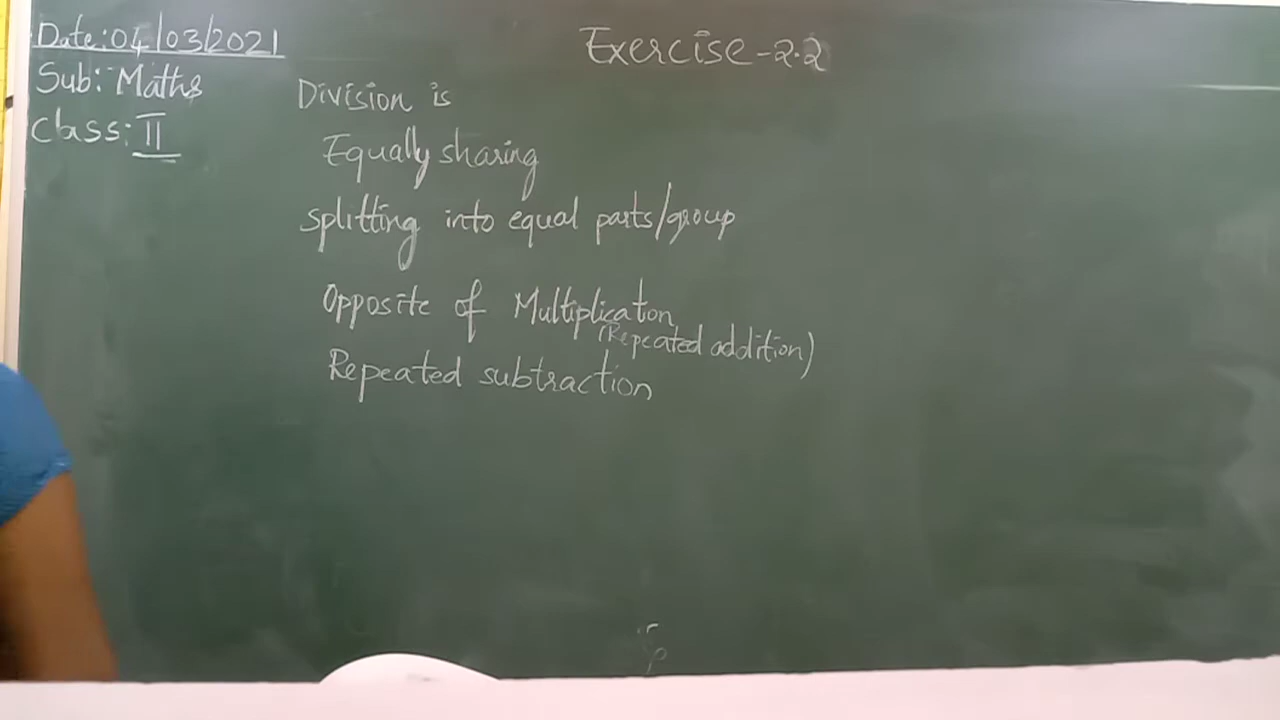 Date: 04/03/2021
Sub: Maths
Class: II
Exercise-2.2
Division is
Equally sharing
splitting into equal parts/group
Opposite of Multiplication
(Repeated addition)
Repeated subtraction